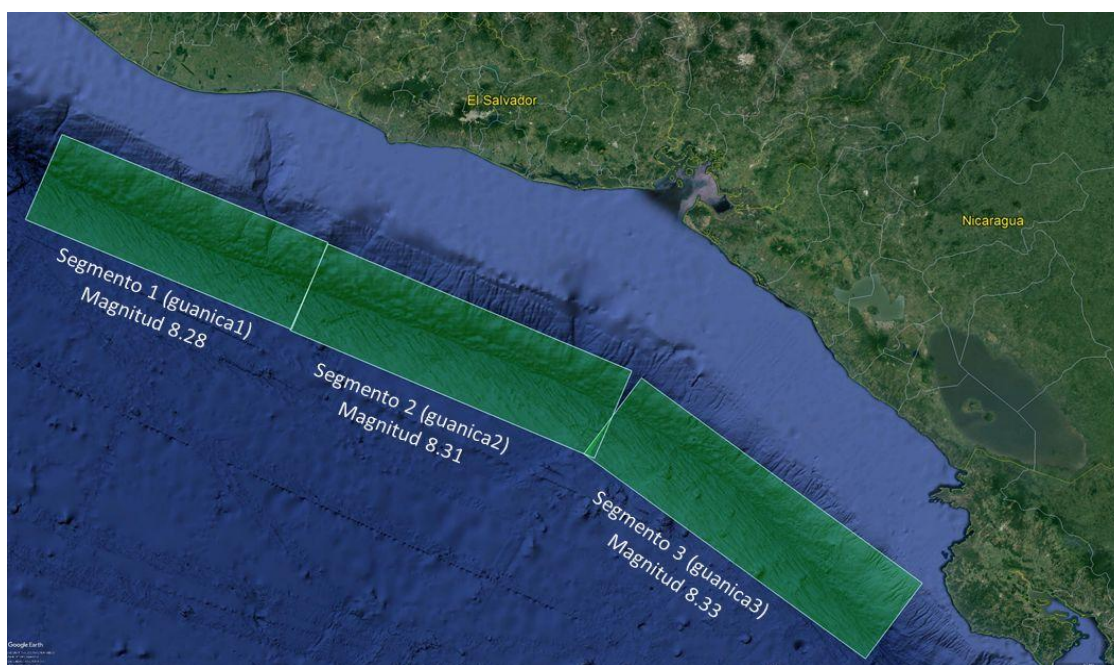 El Salvador
Nicaragua
Segmento 1 (guanica1)
Magnitud 8.28
Segmento 2 (guanica2)
Magnitud 8.31
Segmento 3 (guanica3)
Magnitud 8.33
Google Earth